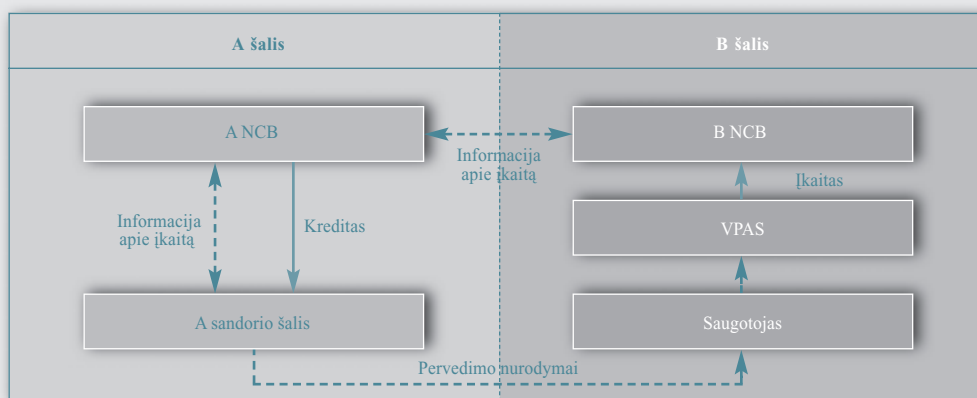 A šalis
B šalis
A NCB
B NCB
Informacija
apie įkaitą
Įkaitas
Informacija
apie įkaitą
Kreditas
VPAS
A sandorio šalis
Saugotojas
Pervedimo nurodymai